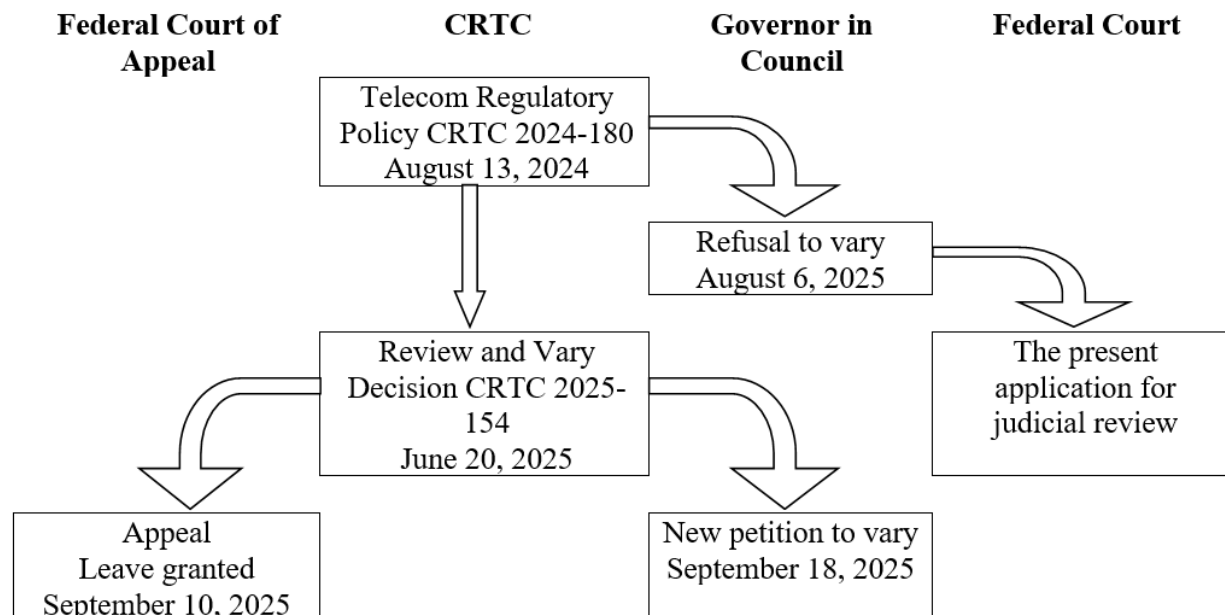 Federal Court of
Appeal
CRTC
Governor in
Council
Federal Court
Telecom Regulatory
Policy CRTC 2024-180
August 13, 2024
Refusal to vary
August 6, 2025
Review and Vary
Decision CRTC 2025-
154
June 20, 2025
The present
application for
judicial review
Appeal
Leave granted
September 10, 2025
New petition to vary
September 18, 2025